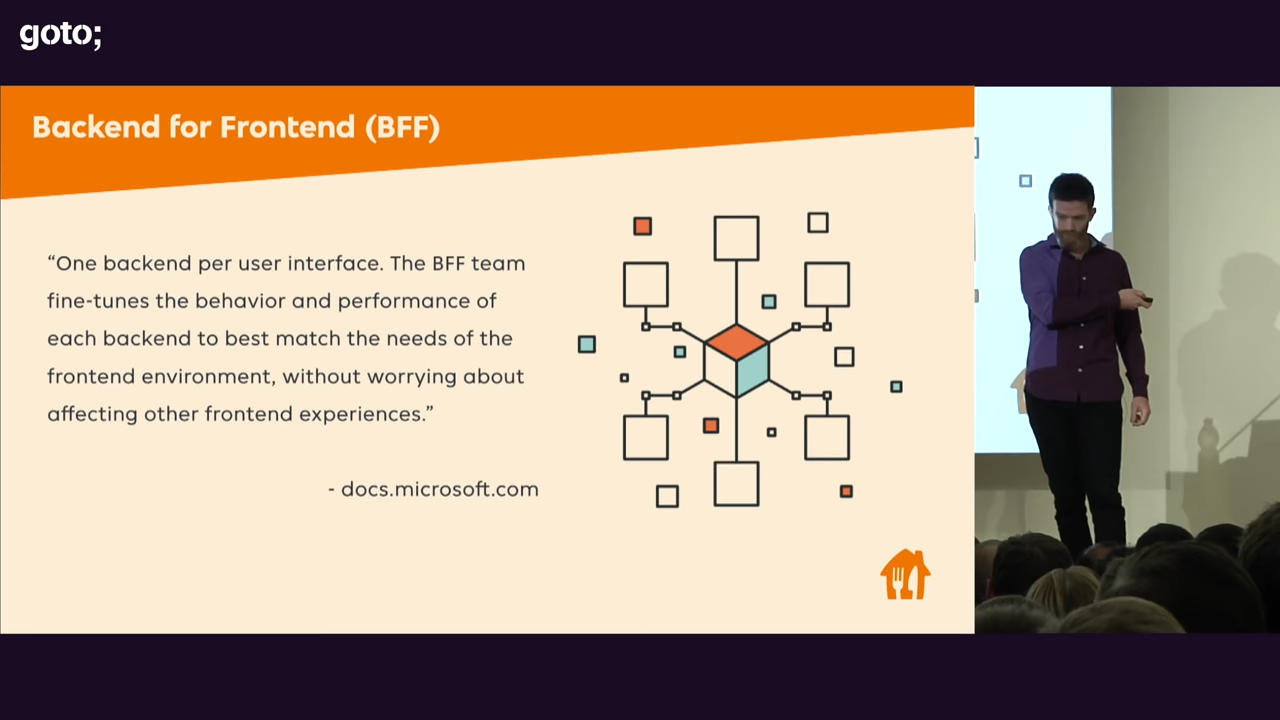 goto;
Backend for Frontend (BFF)
“One backend per user interface. The BFF team
fine-tunes the behavior and performance of
each backend to best match the needs of the
frontend environment, without worrying about
affecting other frontend experiences.”
- docs.microsoft.com